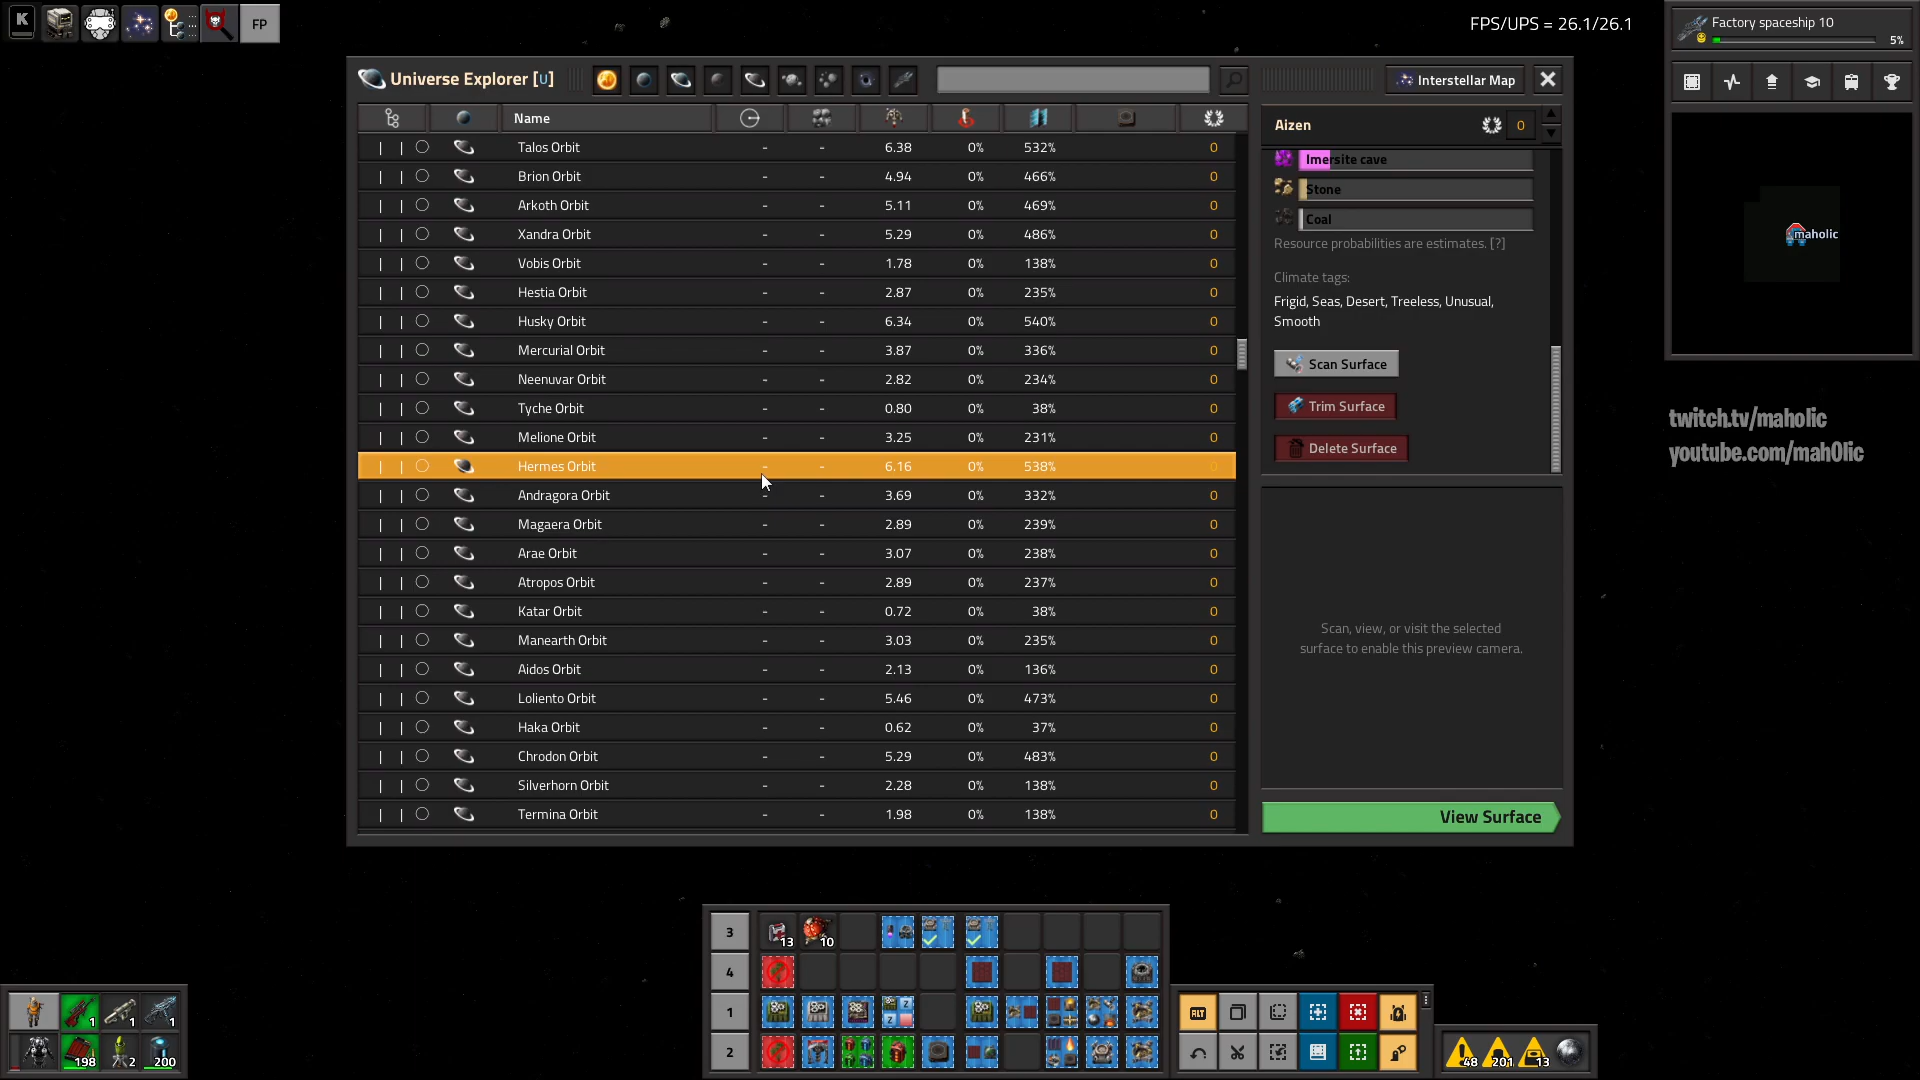 K FP FPS/UPS = 26.1/26.1 Factory spaceship 10
5%
Universe Explorer [U] Interstellar Map
Name
Talos Orbit - - 6.38 0% 532% 0
Brion Orbit - - 4.94 0% 466% 0
Arkoth Orbit - - 5.11 0% 469% 0
Xandra Orbit - - 5.29 0% 486% 0
Vobis Orbit - - 1.78 0% 138% 0
Hestia Orbit - - 2.87 0% 235% 0
Husky Orbit - - 6.34 0% 540% 0
Mercurial Orbit - - 3.87 0% 336% 0
Neenuvar Orbit - - 2.82 0% 234% 0
Tyche Orbit - - 0.80 0% 38% 0
Melione Orbit - - 3.25 0% 231% 0
Hermes Orbit - - 6.16 0% 538% 0
Andragora Orbit - - 3.69 0% 332% 0
Magaera Orbit - - 2.89 0% 239% 0
Arae Orbit - - 3.07 0% 238% 0
Atropos Orbit - - 2.89 0% 237% 0
Katar Orbit - - 0.72 0% 38% 0
Manearth Orbit - - 3.03 0% 235% 0
Aidos Orbit - - 2.13 0% 136% 0
Loliento Orbit - - 5.46 0% 473% 0
Haka Orbit - - 0.62 0% 37% 0
Chrodon Orbit - - 5.29 0% 483% 0
Silverhorn Orbit - - 2.28 0% 138% 0
Termina Orbit - - 1.98 0% 138% 0
Aizen 0
Imersite cave
Stone
Coal
Resource probabilities are estimates. [?]
Climate tags:
Frigid, Seas, Desert, Treeless, Unusual,
Smooth
Scan Surface
Trim Surface
Delete Surface
Scan, view, or visit the selected
surface to enable this preview camera.
View Surface
maholic
twitch.tv/maholic
youtube.com/mah0lic
3 13 10
4
1
2
1 1 1
198 2 200
ALT
48 201 13